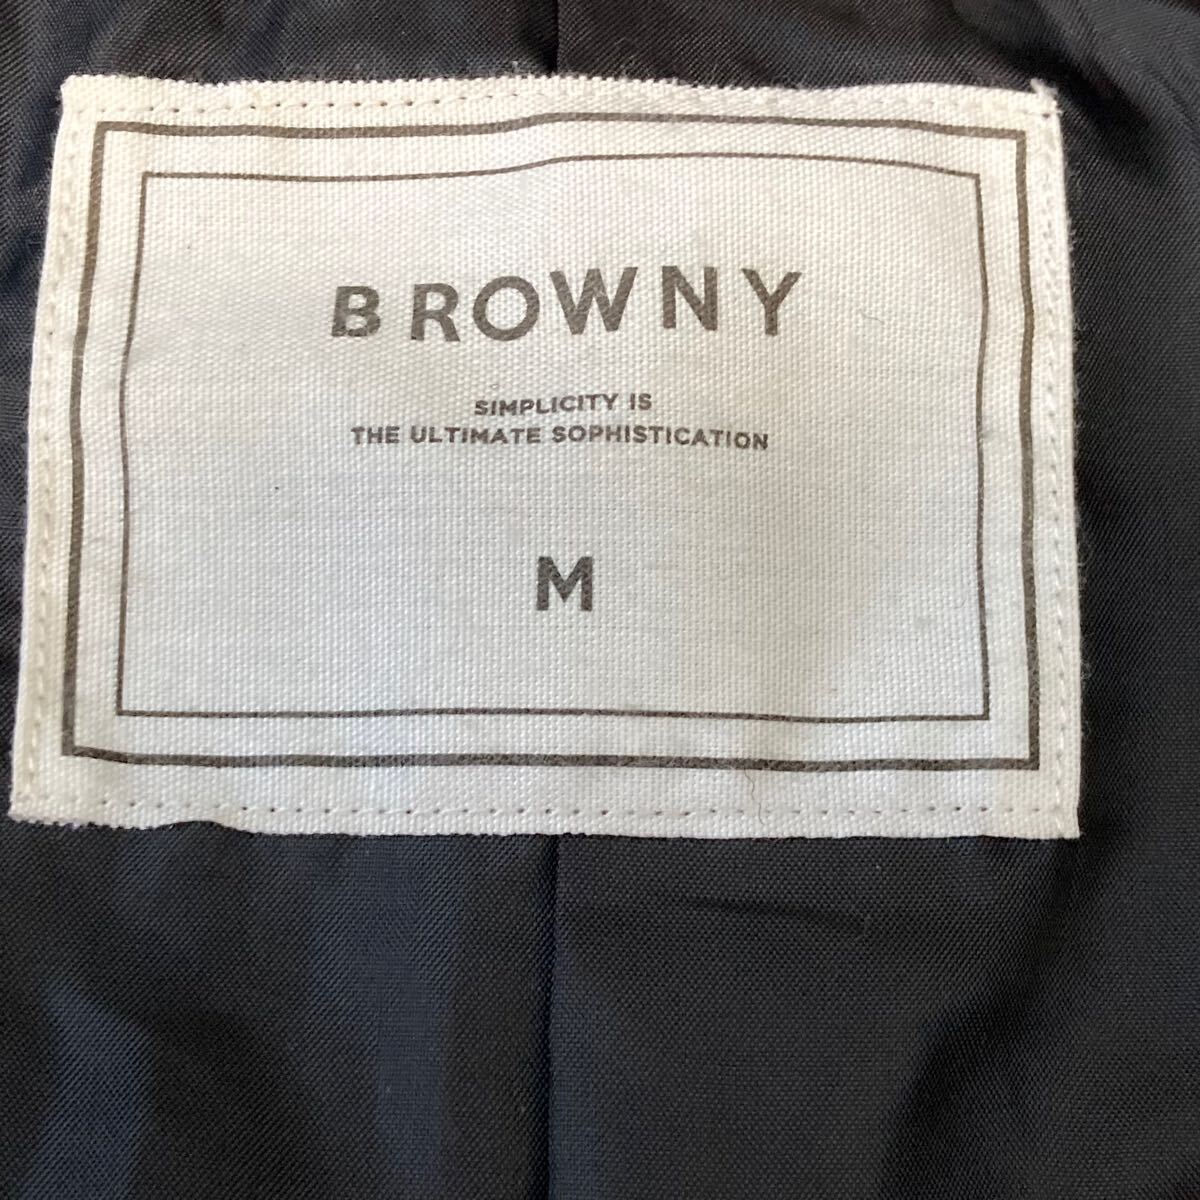 BROWNY
SIMPLICITY IS
THE ULTIMATE SOPHISTICATION
M